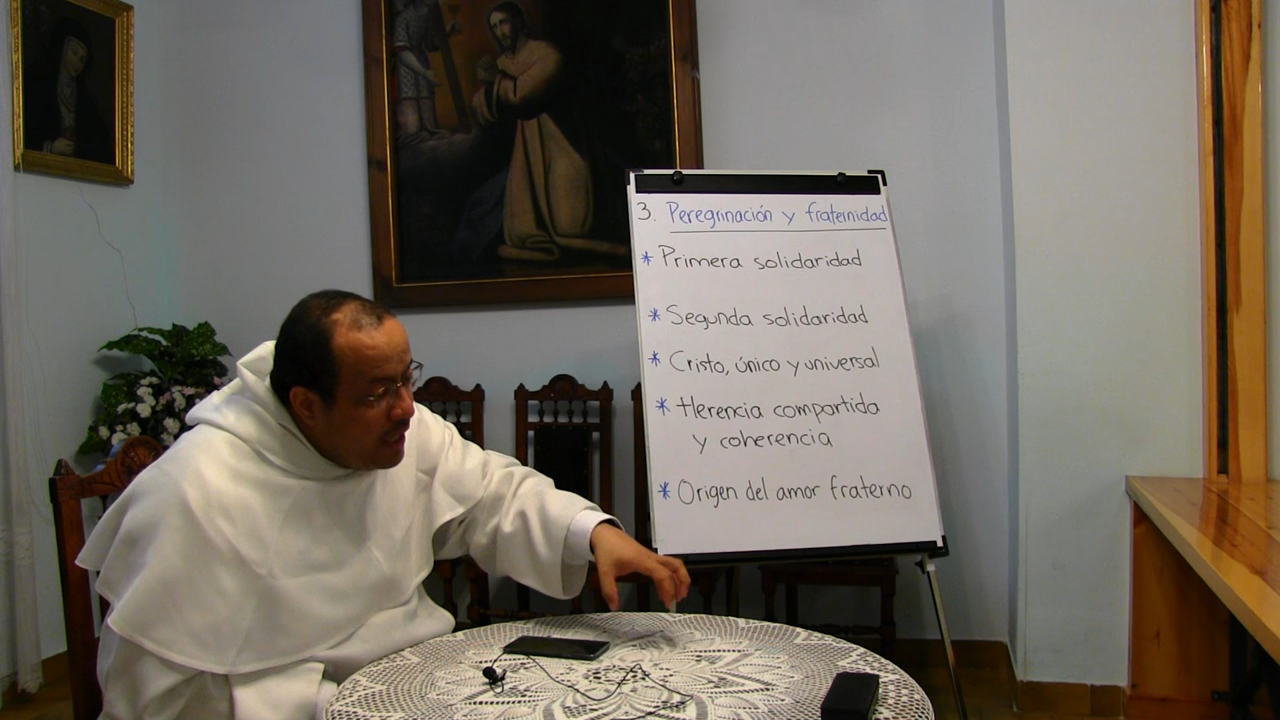 3. Peregrinación y fraternidad
* Primera solidaridad
* Segunda solidaridad
* Cristo, único y universal
* Herencia compartida
y coherencia
* Origen del amor fraterno